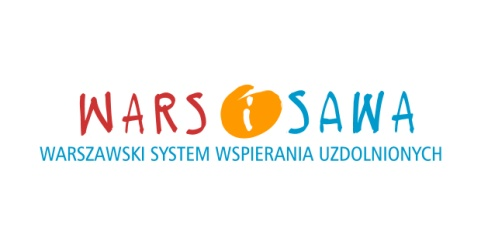 WARS i SAWA
WARSZAWSKI SYSTEM WSPIERANIA UZDOLNIONYCH